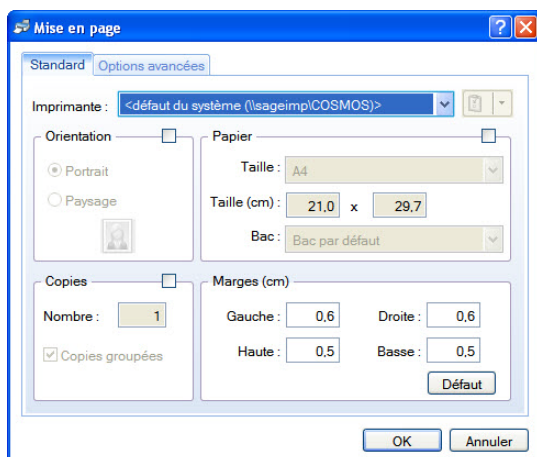 Mise en page
Standard Options avancées
Imprimante : <défaut du système (\\sageimp\COSMOS)>
Orientation
Portrait
Paysage
Papier
Taille : A4
Taille (cm) : 21,0 x 29,7
Bac : Bac par défaut
Copies
Nombre : 1
Copies groupées
Marges (cm)
Gauche : 0,6 Droite : 0,6
Haute : 0,5 Basse : 0,5
Défaut
OK Annuler